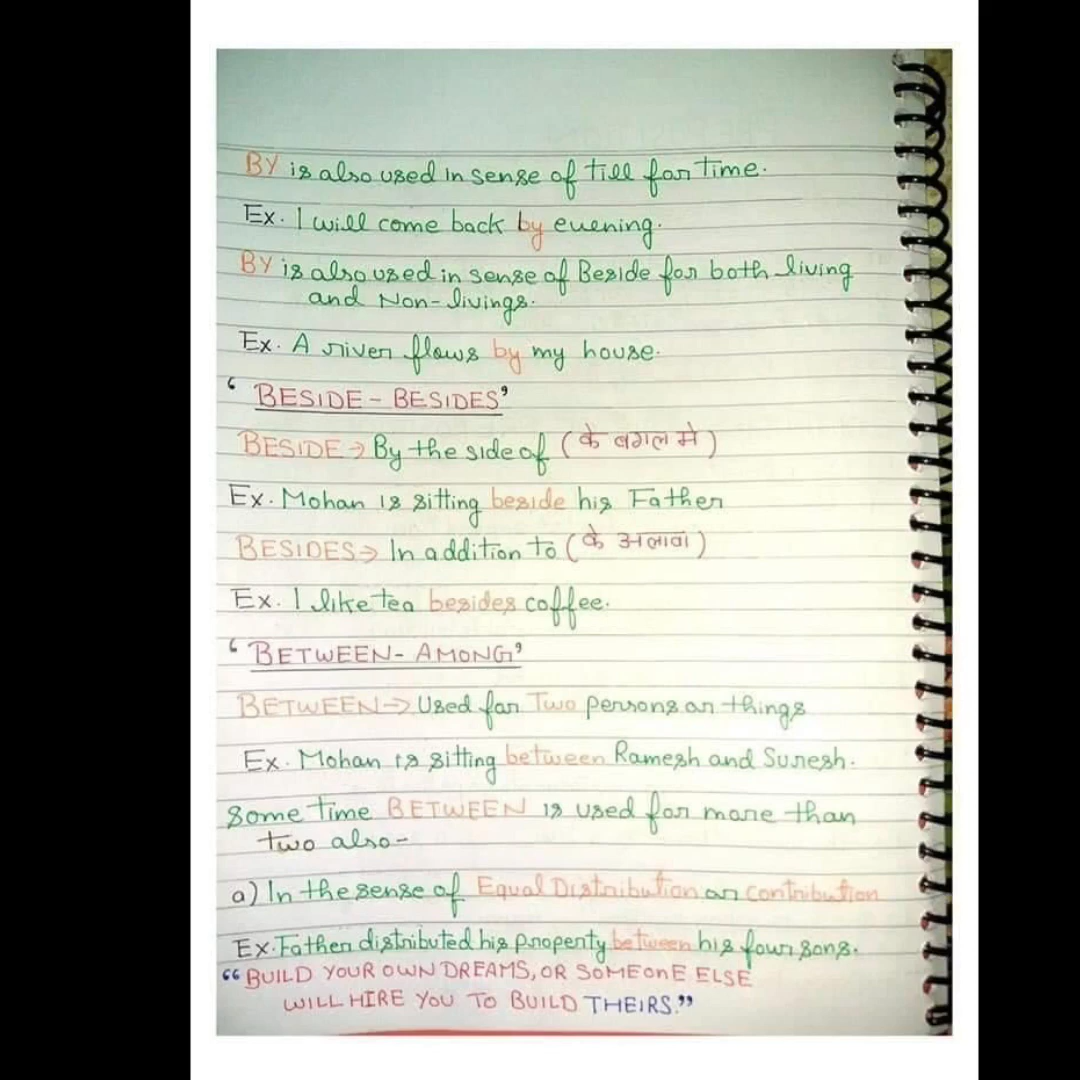 BY is also used in sense of till for time.
Ex. I will come back by evening.
BY is also used in sense of Beside for both living
and Non-livings.
Ex. A river flows by my house.
‘BESIDE - BESIDES’
BESIDE → By the side of (के बगल मे)
Ex. Mohan is sitting beside his Father
BESIDES → In addition to (के अलावा)
Ex. I like tea besides coffee.
‘BETWEEN - AMONG’
BETWEEN → Used for Two persons or things
Ex. Mohan is sitting between Ramesh and Suresh.
Some time BETWEEN is used for more than
two also-
a) In the sense of Equal Distribution or contribution
Ex. Father distributed his property between his four sons.
“BUILD YOUR OWN DREAMS, OR SOMEONE ELSE
WILL HIRE YOU TO BUILD THEIRS.”